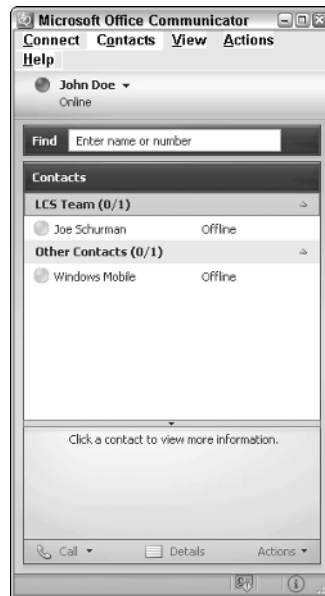 Microsoft Office Communicator
Connect Contacts View Actions
Help
John Doe
Online
Find Enter name or number
Contacts
LCS Team (0/1)
Joe Schurman Offline
Other Contacts (0/1)
Windows Mobile Offline
Click a contact to view more information.
Call Details Actions